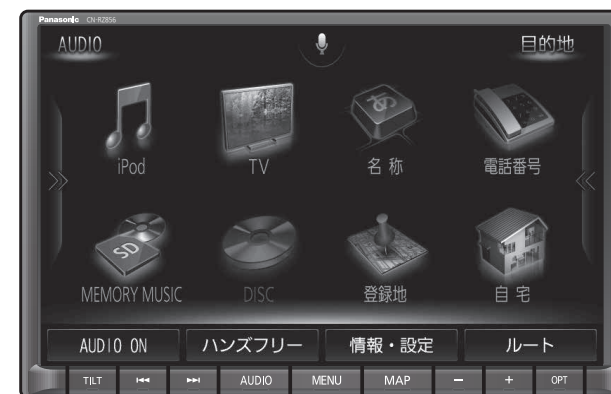 Panasonic CN-RZ856
AUDIO 目的地
iPod TV 名称 電話番号
SD
あ
MEMORY MUSIC DISC 登録地 自宅
AUDIO ON ハンズフリー 情報・設定 ルート
TILT AUDIO MENU MAP − + OPT